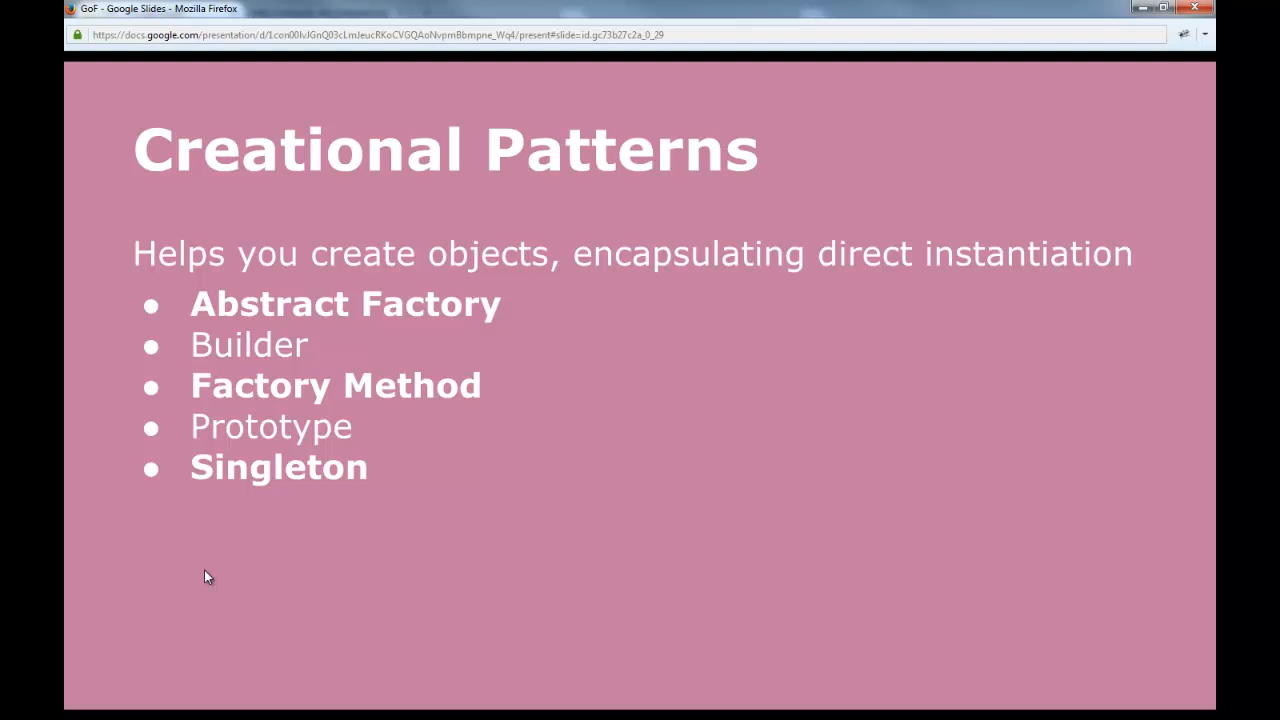 GoF - Google Slides - Mozilla Firefox
Creational Patterns
Helps you create objects, encapsulating direct instantiation
● Abstract Factory
● Builder
● Factory Method
● Prototype
● Singleton